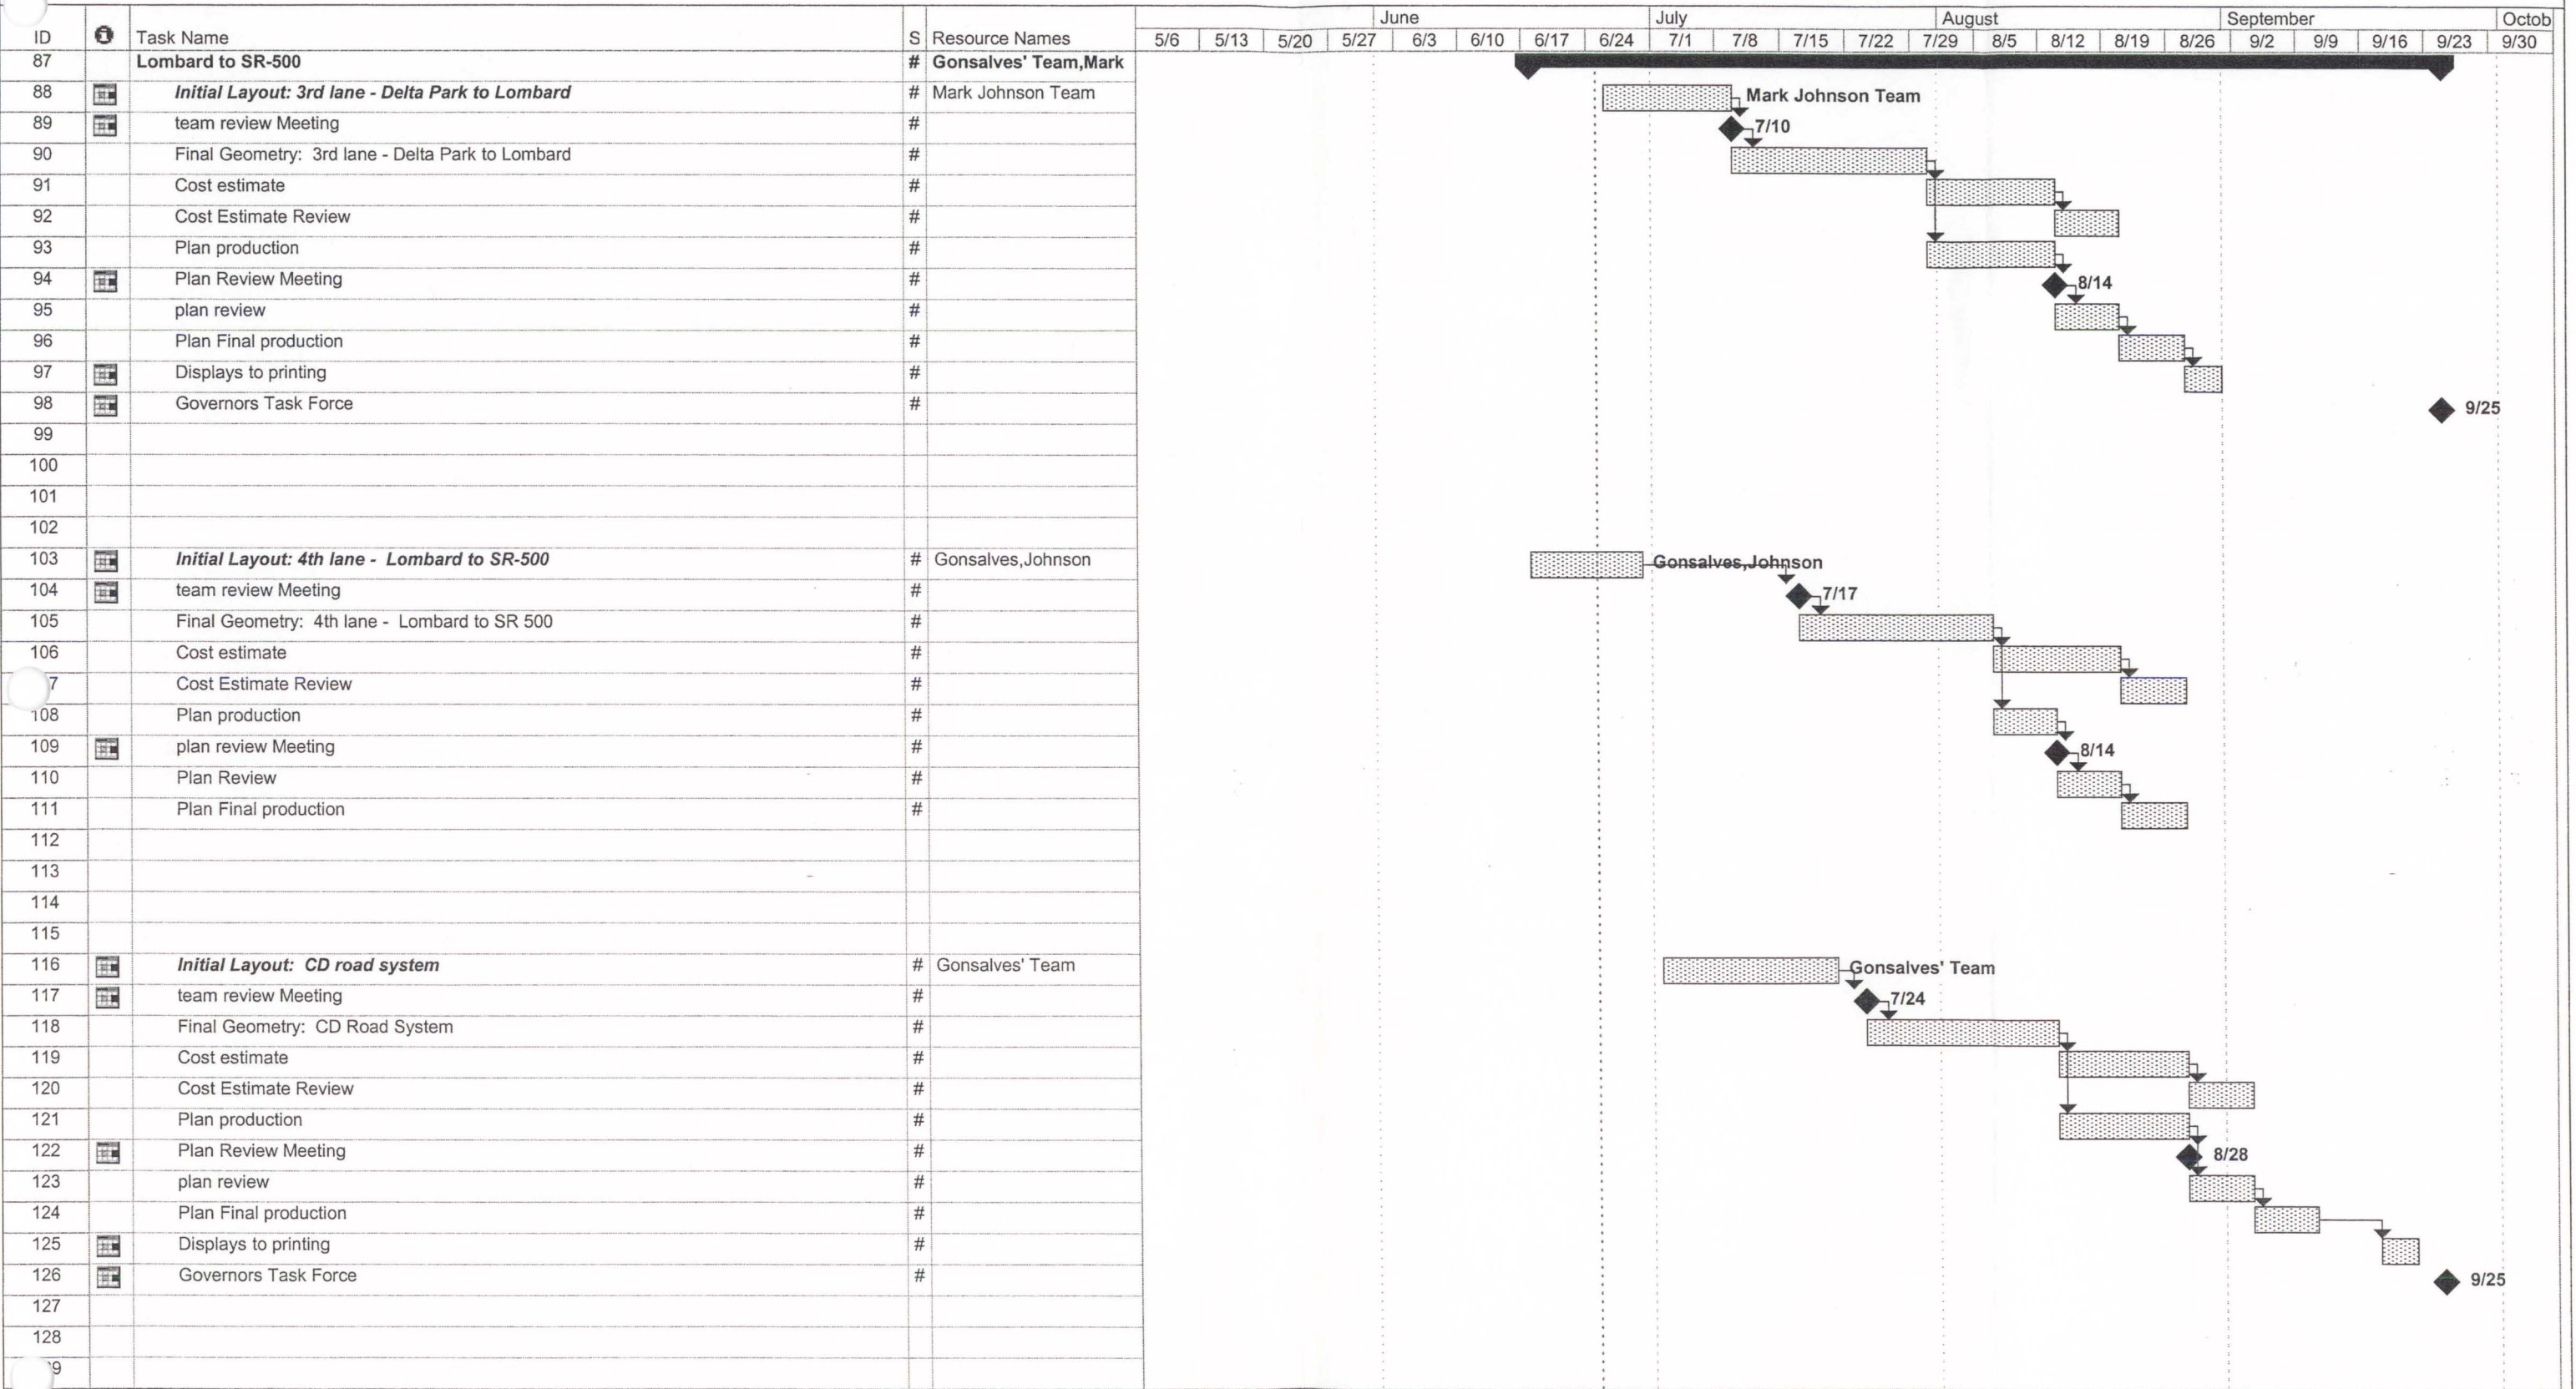 June July August September Octob
ID Task Name S Resource Names 5/6 5/13 5/20 5/27 6/3 6/10 6/17 6/24 7/1 7/8 7/15 7/22 7/29 8/5 8/12 8/19 8/26 9/2 9/9 9/16 9/23 9/30
87 Lombard to SR-500 # Gonsalves' Team,Mark
88 Initial Layout: 3rd lane - Delta Park to Lombard # Mark Johnson Team Mark Johnson Team
89 team review Meeting # 7/10
90 Final Geometry: 3rd lane - Delta Park to Lombard #
91 Cost estimate #
92 Cost Estimate Review #
93 Plan production #
94 Plan Review Meeting # 8/14
95 plan review #
96 Plan Final production #
97 Displays to printing #
98 Governors Task Force # 9/25
99
100
101
102
103 Initial Layout: 4th lane - Lombard to SR-500 # Gonsalves,Johnson Gonsalves,Johnson
104 team review Meeting # 7/17
105 Final Geometry: 4th lane - Lombard to SR 500 #
106 Cost estimate #
7 Cost Estimate Review #
108 Plan production #
109 plan review Meeting # 8/14
110 Plan Review #
111 Plan Final production #
112
113
114
115
116 Initial Layout: CD road system # Gonsalves' Team Gonsalves' Team
117 team review Meeting # 7/24
118 Final Geometry: CD Road System #
119 Cost estimate #
120 Cost Estimate Review #
121 Plan production #
122 Plan Review Meeting # 8/28
123 plan review #
124 Plan Final production #
125 Displays to printing #
126 Governors Task Force # 9/25
127
128
9